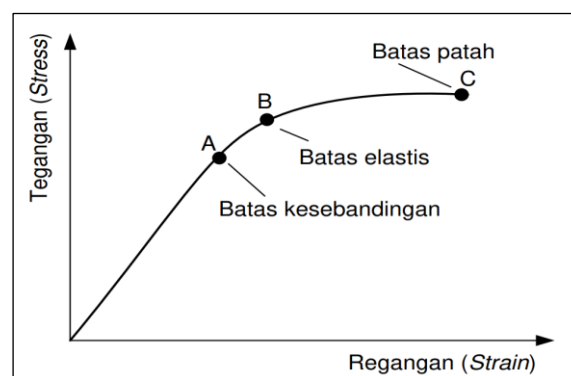 Tegangan (Stress)
Batas patah
C
B
A
Batas elastis
Batas kesebandingan
Regangan (Strain)